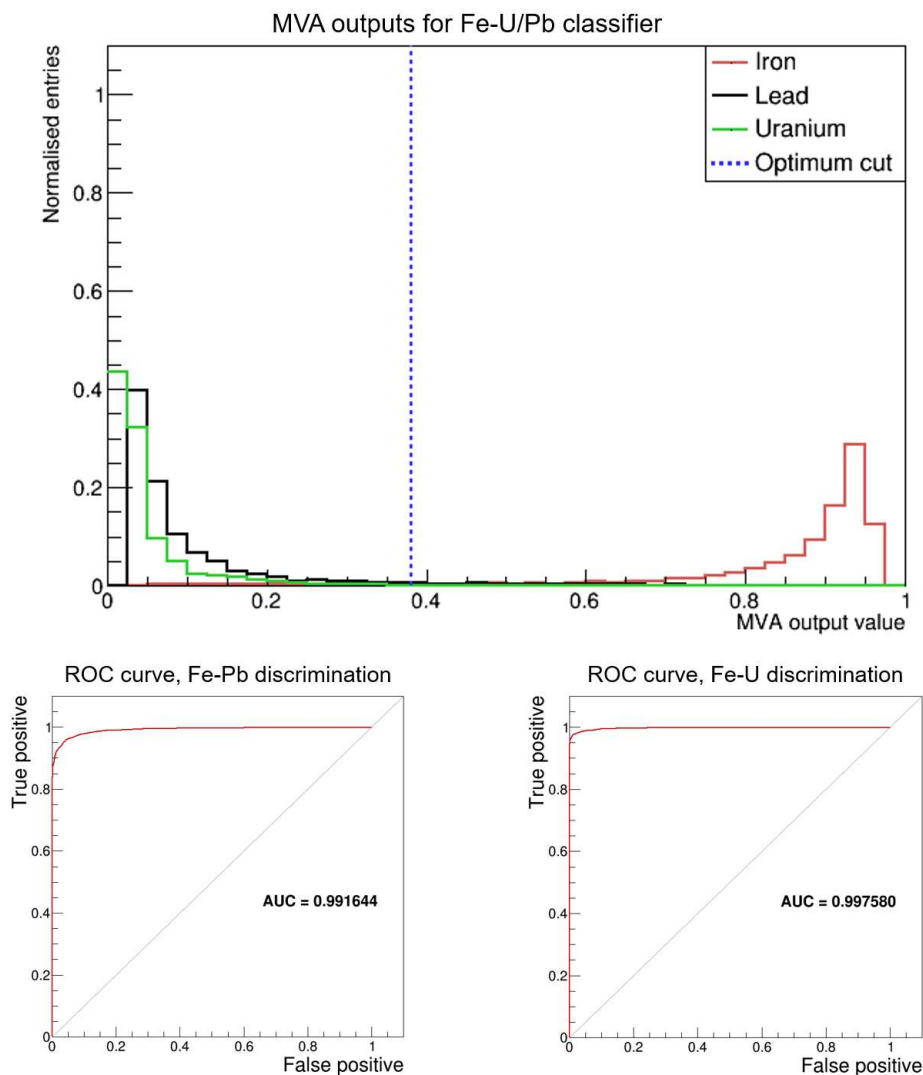 MVA outputs for Fe-U/Pb classifier
Normalised entries
1
0.8
0.6
0.4
0.2
0
Iron
Lead
Uranium
Optimum cut
0 0.2 0.4 0.6 0.8 1
MVA output value
ROC curve, Fe-Pb discrimination
True positive
1
0.8
0.6
0.4
0.2
0
AUC = 0.991644
0 0.2 0.4 0.6 0.8 1
False positive
ROC curve, Fe-U discrimination
True positive
1
0.8
0.6
0.4
0.2
0
AUC = 0.997580
0 0.2 0.4 0.6 0.8 1
False positive